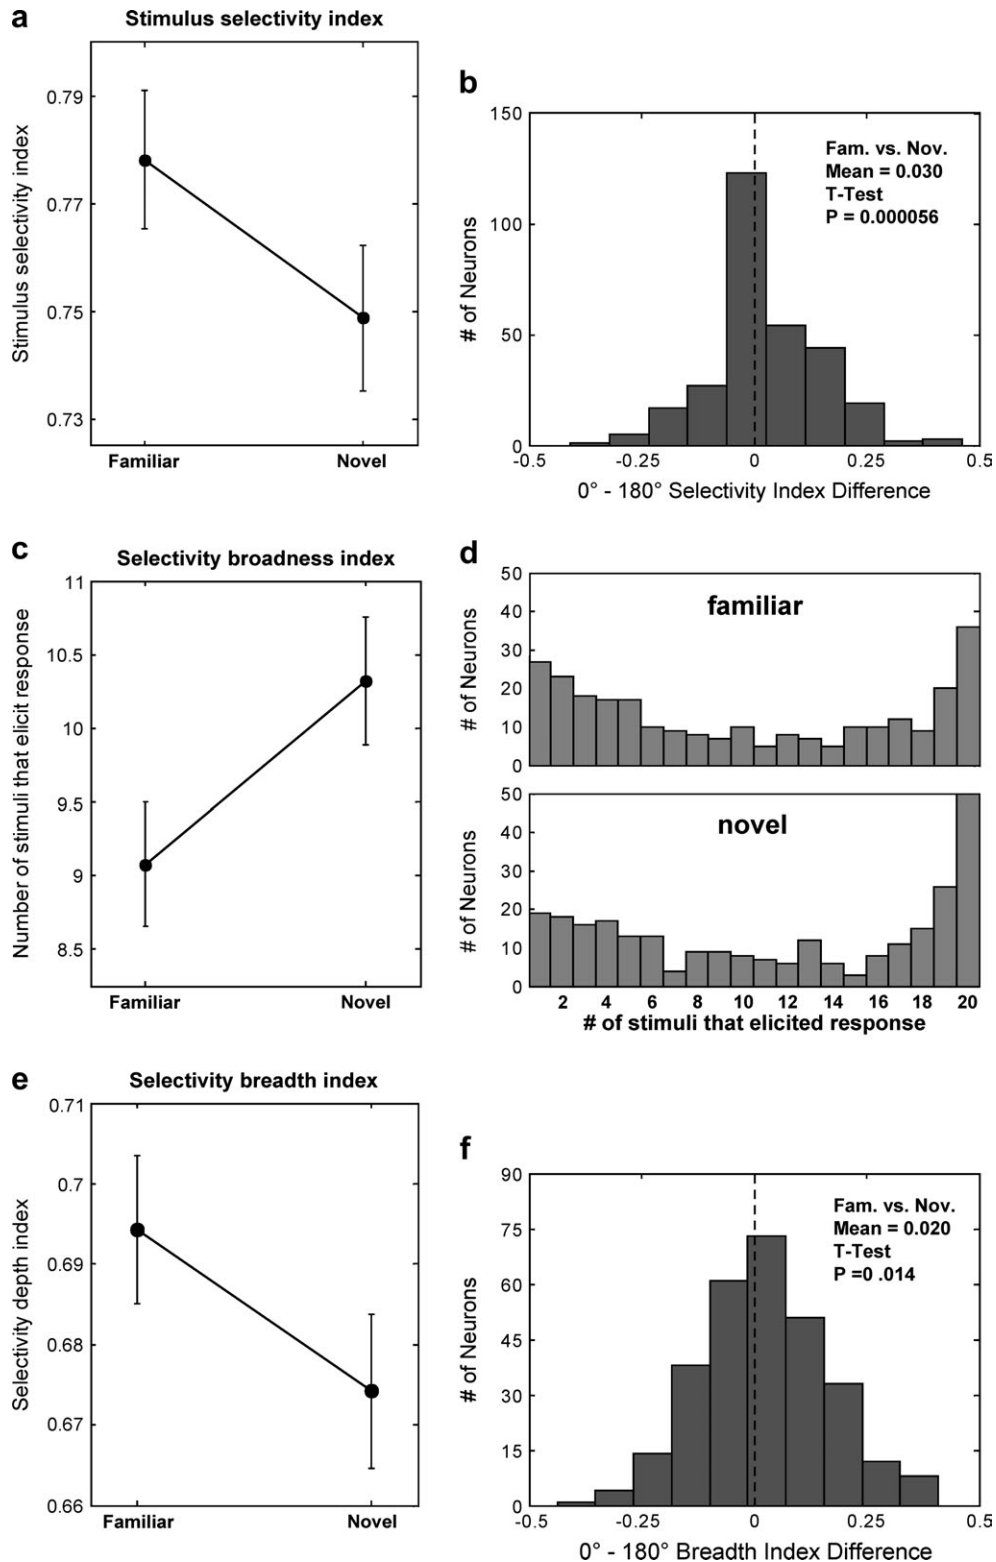 a
Stimulus selectivity index
Stimulus selectivity index
0.79
0.77
0.75
0.73
Familiar Novel
b
# of Neurons
150
100
50
0
Fam. vs. Nov.
Mean = 0.030
T-Test
P = 0.000056
-0.5 -0.25 0 0.25 0.5
0° - 180° Selectivity Index Difference
c
Selectivity broadness index
Number of stimuli that elicit response
11
10.5
10
9.5
9
8.5
Familiar Novel
d
# of Neurons
50
40
30
20
10
0
familiar
# of Neurons
50
40
30
20
10
0
novel
2 4 6 8 10 12 14 16 18 20
# of stimuli that elicited response
e
Selectivity breadth index
Selectivity depth index
0.71
0.7
0.69
0.68
0.67
0.66
Familiar Novel
f
# of Neurons
90
75
60
45
30
15
0
Fam. vs. Nov.
Mean = 0.020
T-Test
P =0 .014
-0.5 -0.25 0 0.25 0.5
0° - 180° Breadth Index Difference